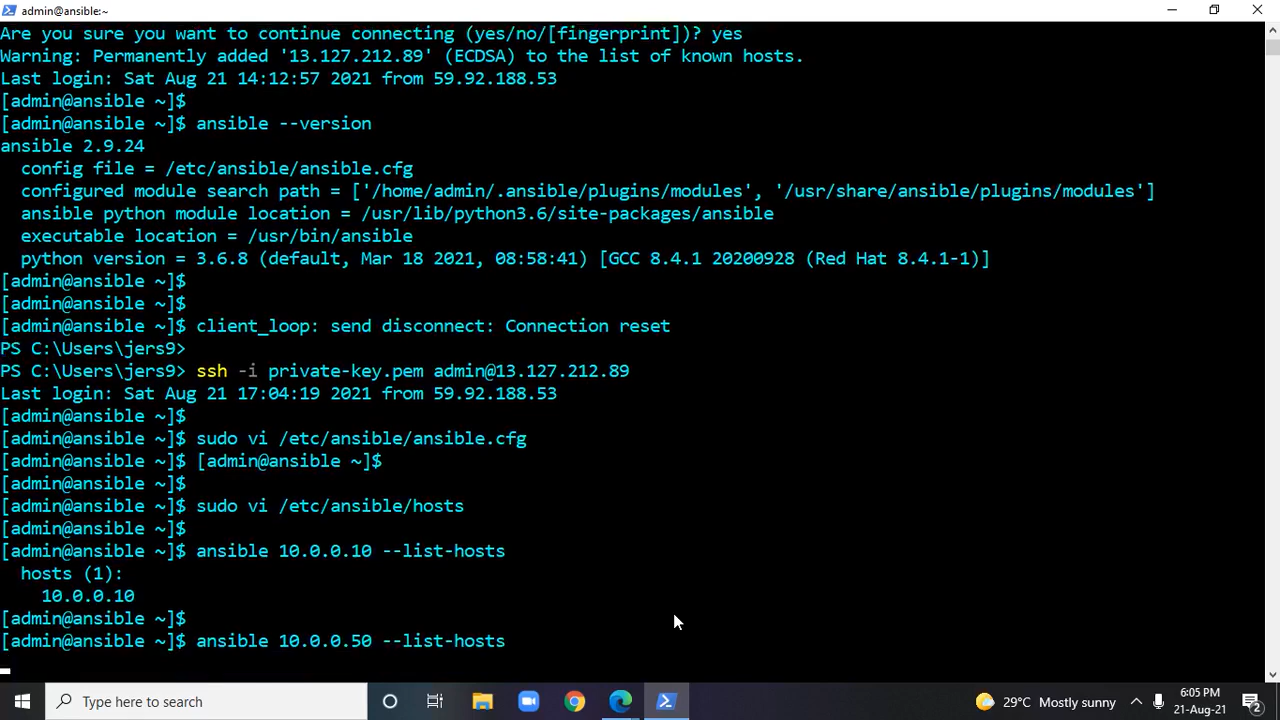 admin@ansible:~
Are you sure you want to continue connecting (yes/no/[fingerprint])? yes
Warning: Permanently added '13.127.212.89' (ECDSA) to the list of known hosts.
Last login: Sat Aug 21 14:12:57 2021 from 59.92.188.53
[admin@ansible ~]$
[admin@ansible ~]$ ansible --version
ansible 2.9.24
  config file = /etc/ansible/ansible.cfg
  configured module search path = ['/home/admin/.ansible/plugins/modules', '/usr/share/ansible/plugins/modules']
  ansible python module location = /usr/lib/python3.6/site-packages/ansible
  executable location = /usr/bin/ansible
  python version = 3.6.8 (default, Mar 18 2021, 08:58:41) [GCC 8.4.1 20200928 (Red Hat 8.4.1-1)]
[admin@ansible ~]$
[admin@ansible ~]$
[admin@ansible ~]$ client_loop: send disconnect: Connection reset
PS C:\Users\jers9>
PS C:\Users\jers9> ssh -i private-key.pem admin@13.127.212.89
Last login: Sat Aug 21 17:04:19 2021 from 59.92.188.53
[admin@ansible ~]$
[admin@ansible ~]$ sudo vi /etc/ansible/ansible.cfg
[admin@ansible ~]$ [admin@ansible ~]$
[admin@ansible ~]$
[admin@ansible ~]$ sudo vi /etc/ansible/hosts
[admin@ansible ~]$
[admin@ansible ~]$ ansible 10.0.0.10 --list-hosts
  hosts (1):
    10.0.0.10
[admin@ansible ~]$
[admin@ansible ~]$ ansible 10.0.0.50 --list-hosts
Type here to search
29°C Mostly sunny
6:05 PM
21-Aug-21
2